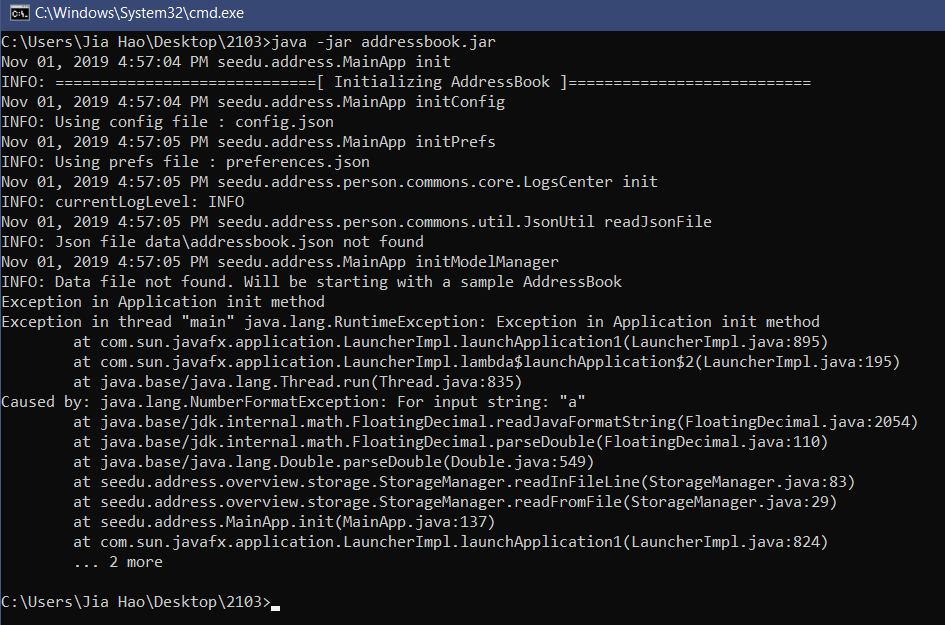 C:\Windows\System32\cmd.exe
C:\Users\Jia Hao\Desktop\2103>java -jar addressbook.jar
Nov 01, 2019 4:57:04 PM seedu.address.MainApp init
INFO: =============================[ Initializing AddressBook ]===========================
Nov 01, 2019 4:57:04 PM seedu.address.MainApp initConfig
INFO: Using config file : config.json
Nov 01, 2019 4:57:05 PM seedu.address.MainApp initPrefs
INFO: Using prefs file : preferences.json
Nov 01, 2019 4:57:05 PM seedu.address.person.commons.core.LogsCenter init
INFO: currentLogLevel: INFO
Nov 01, 2019 4:57:05 PM seedu.address.person.commons.util.JsonUtil readJsonFile
INFO: Json file data\addressbook.json not found
Nov 01, 2019 4:57:05 PM seedu.address.MainApp initModelManager
INFO: Data file not found. Will be starting with a sample AddressBook
Exception in Application init method
Exception in thread "main" java.lang.RuntimeException: Exception in Application init method
        at com.sun.javafx.application.LauncherImpl.launchApplication1(LauncherImpl.java:895)
        at com.sun.javafx.application.LauncherImpl.lambda$launchApplication$2(LauncherImpl.java:195)
        at java.base/java.lang.Thread.run(Thread.java:835)
Caused by: java.lang.NumberFormatException: For input string: "a"
        at java.base/jdk.internal.math.FloatingDecimal.readJavaFormatString(FloatingDecimal.java:2054)
        at java.base/jdk.internal.math.FloatingDecimal.parseDouble(FloatingDecimal.java:110)
        at java.base/java.lang.Double.parseDouble(Double.java:549)
        at seedu.address.overview.storage.StorageManager.readInFileLine(StorageManager.java:83)
        at seedu.address.overview.storage.StorageManager.readFromFile(StorageManager.java:29)
        at seedu.address.MainApp.init(MainApp.java:137)
        at com.sun.javafx.application.LauncherImpl.launchApplication1(LauncherImpl.java:824)
        ... 2 more
C:\Users\Jia Hao\Desktop\2103>